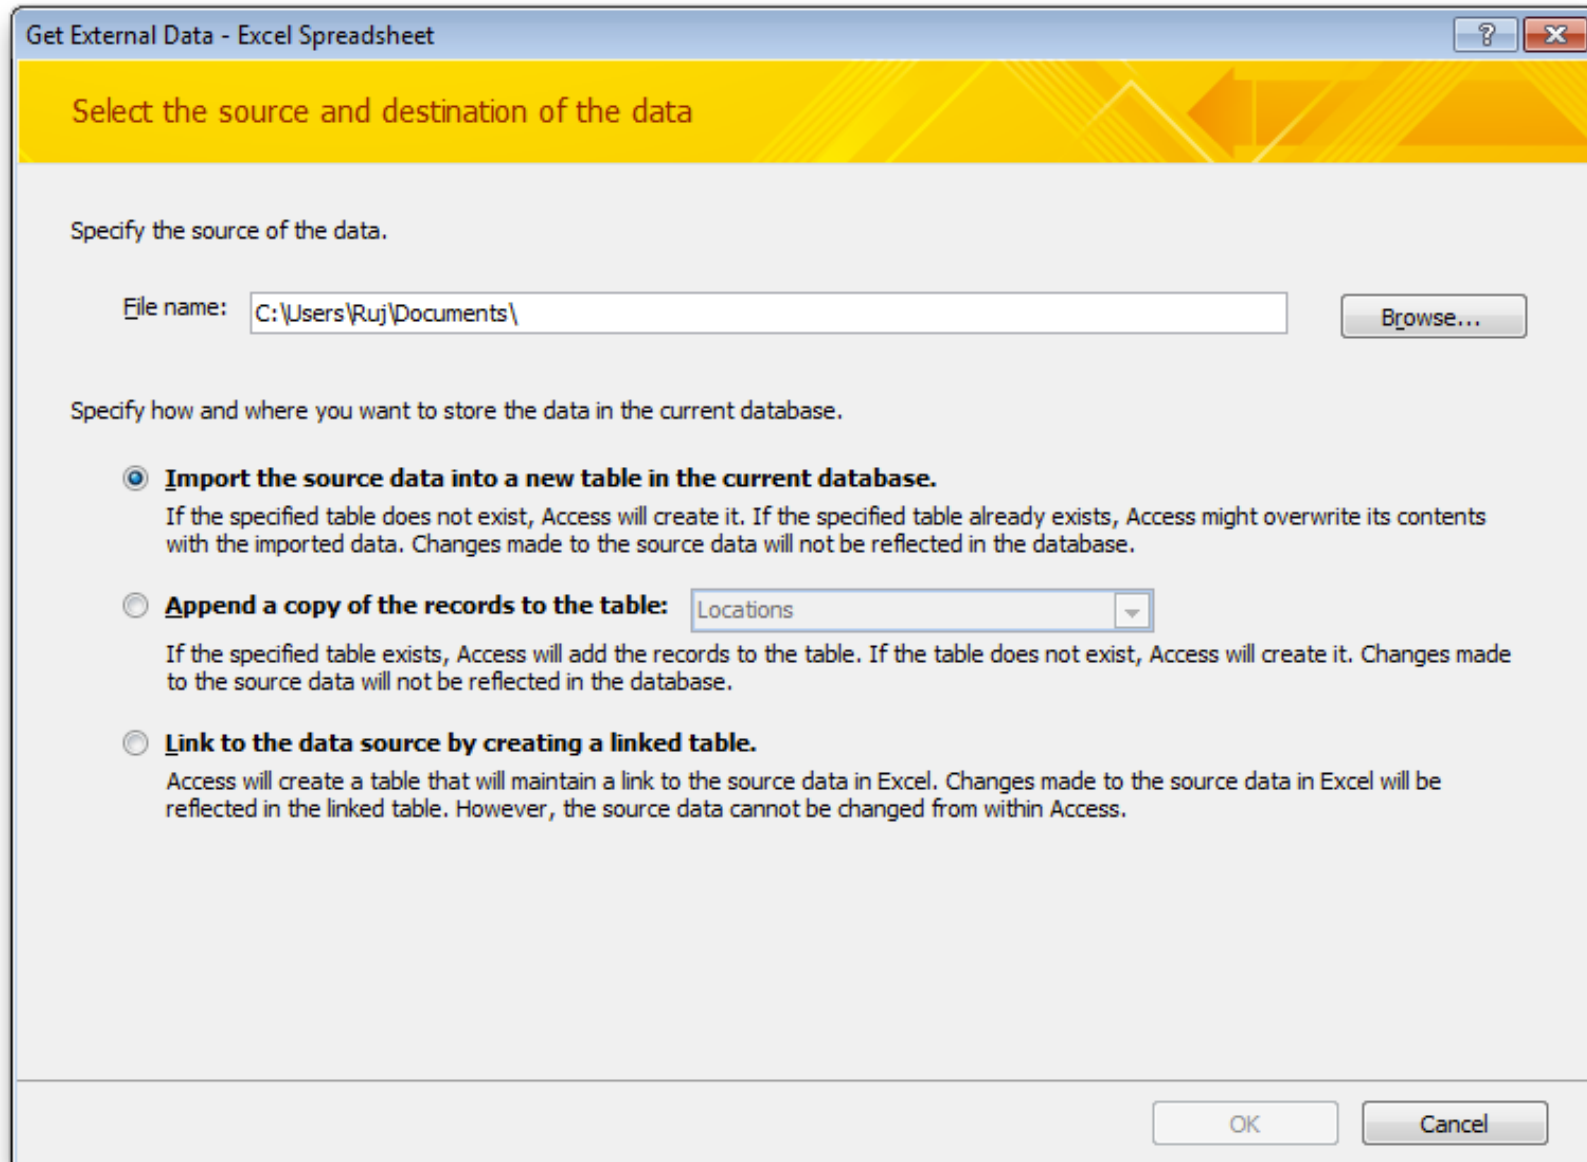 Get External Data - Excel Spreadsheet
Select the source and destination of the data
Specify the source of the data.
File name: C:\Users\Ruj\Documents\ Browse...
Specify how and where you want to store the data in the current database.
Import the source data into a new table in the current database.
If the specified table does not exist, Access will create it. If the specified table already exists, Access might overwrite its contents
with the imported data. Changes made to the source data will not be reflected in the database.
Append a copy of the records to the table: Locations
If the specified table exists, Access will add the records to the table. If the table does not exist, Access will create it. Changes made
to the source data will not be reflected in the database.
Link to the data source by creating a linked table.
Access will create a table that will maintain a link to the source data in Excel. Changes made to the source data in Excel will be
reflected in the linked table. However, the source data cannot be changed from within Access.
OK Cancel